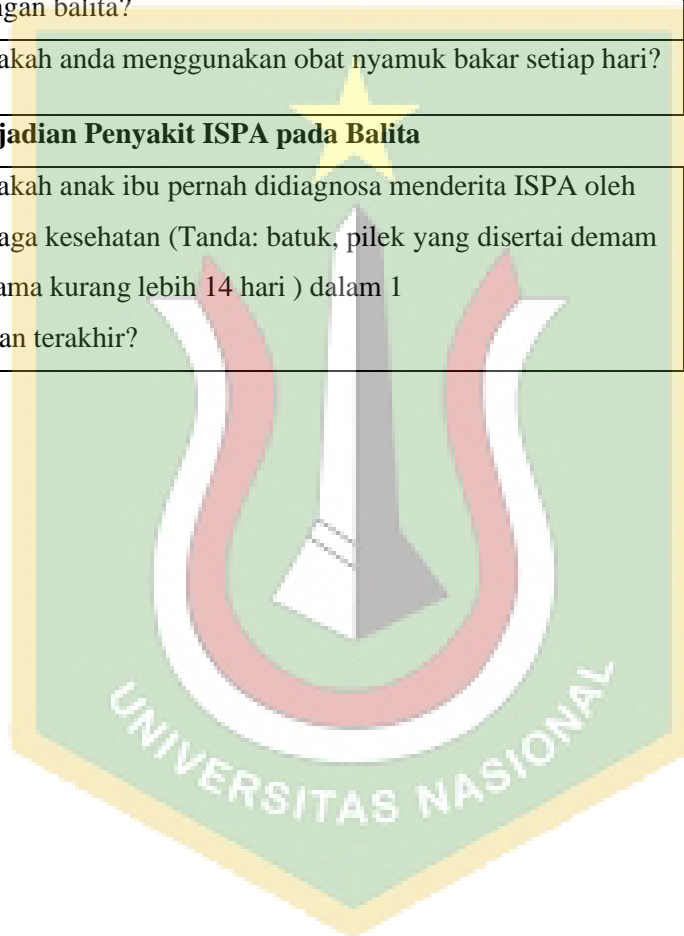 ngan balita?
akah anda menggunakan obat nyamuk bakar setiap hari?
jadian Penyakit ISPA pada Balita
akah anak ibu pernah didiagnosa menderita ISPA oleh
aga kesehatan (Tanda: batuk, pilek yang disertai demam
ama kurang lebih 14 hari ) dalam 1
an terakhir?
UNIVERSITAS NASIONAL